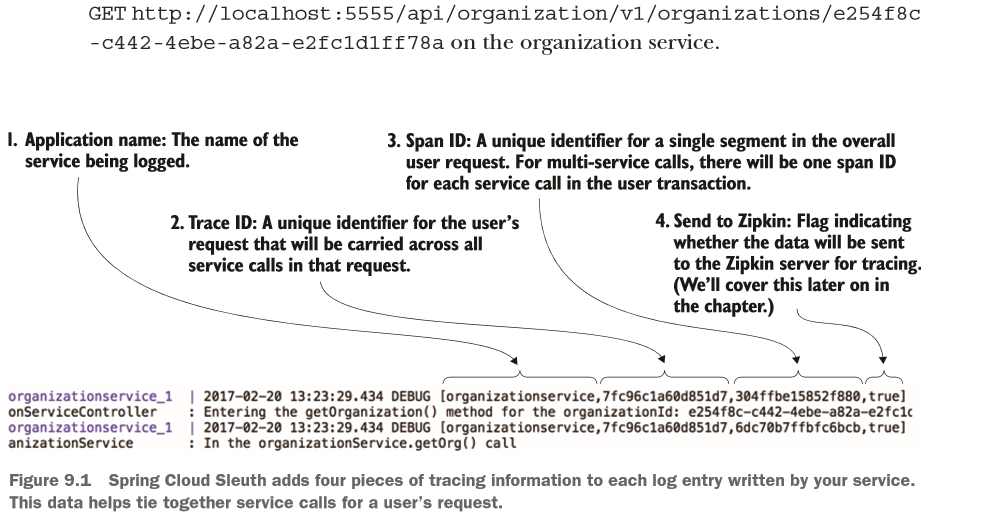 GET http://localhost:5555/api/organization/v1/organizations/e254f8c
-c442-4ebe-a82a-e2fc1d1ff78a on the organization service.
1. Application name: The name of the
service being logged.
3. Span ID: A unique identifier for a single segment in the overall
user request. For multi-service calls, there will be one span ID
for each service call in the user transaction.
2. Trace ID: A unique identifier for the user's
request that will be carried across all
service calls in that request.
4. Send to Zipkin: Flag indicating
whether the data will be sent
to the Zipkin server for tracing.
(We'll cover this later on in
the chapter.)
organizationservice_1 | 2017-02-20 13:23:29.434 DEBUG [organizationservice,7fc96c1a60d851d7,304ffbe15852f880,true]
onServiceController : Entering the getOrganization() method for the organizationId: e254f8c-c442-4ebe-a82a-e2fc1c
organizationservice_1 | 2017-02-20 13:23:29.434 DEBUG [organizationservice,7fc96c1a60d851d7,6dc70b7ffbfc6bcb,true]
anizationService : In the organizationService.getOrg() call
Figure 9.1 Spring Cloud Sleuth adds four pieces of tracing information to each log entry written by your service.
This data helps tie together service calls for a user's request.